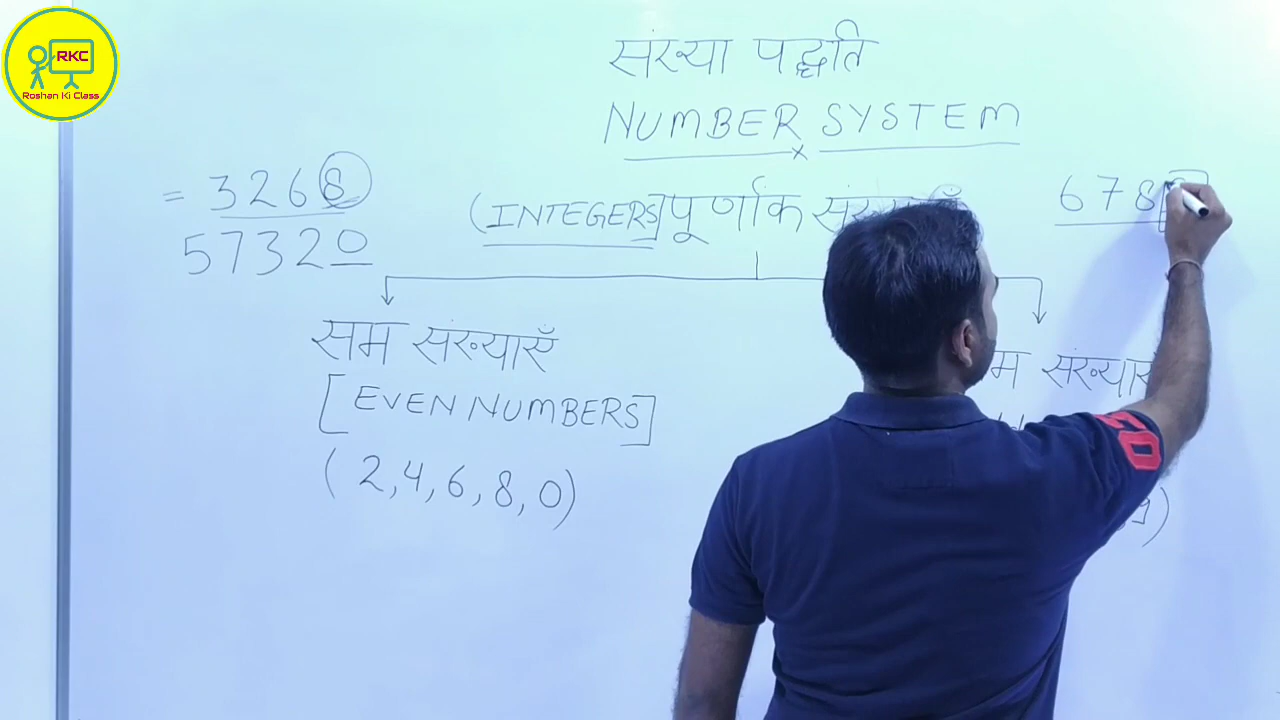 RKC
Roshan Ki Class
संख्या पद्धति
NUMBER SYSTEM
= 3268
(INTEGERS) पूर्णांक
678
57320
सम संख्याएँ
संख्याए
[EVEN NUMBERS]
(2,4,6,8,0)
9)